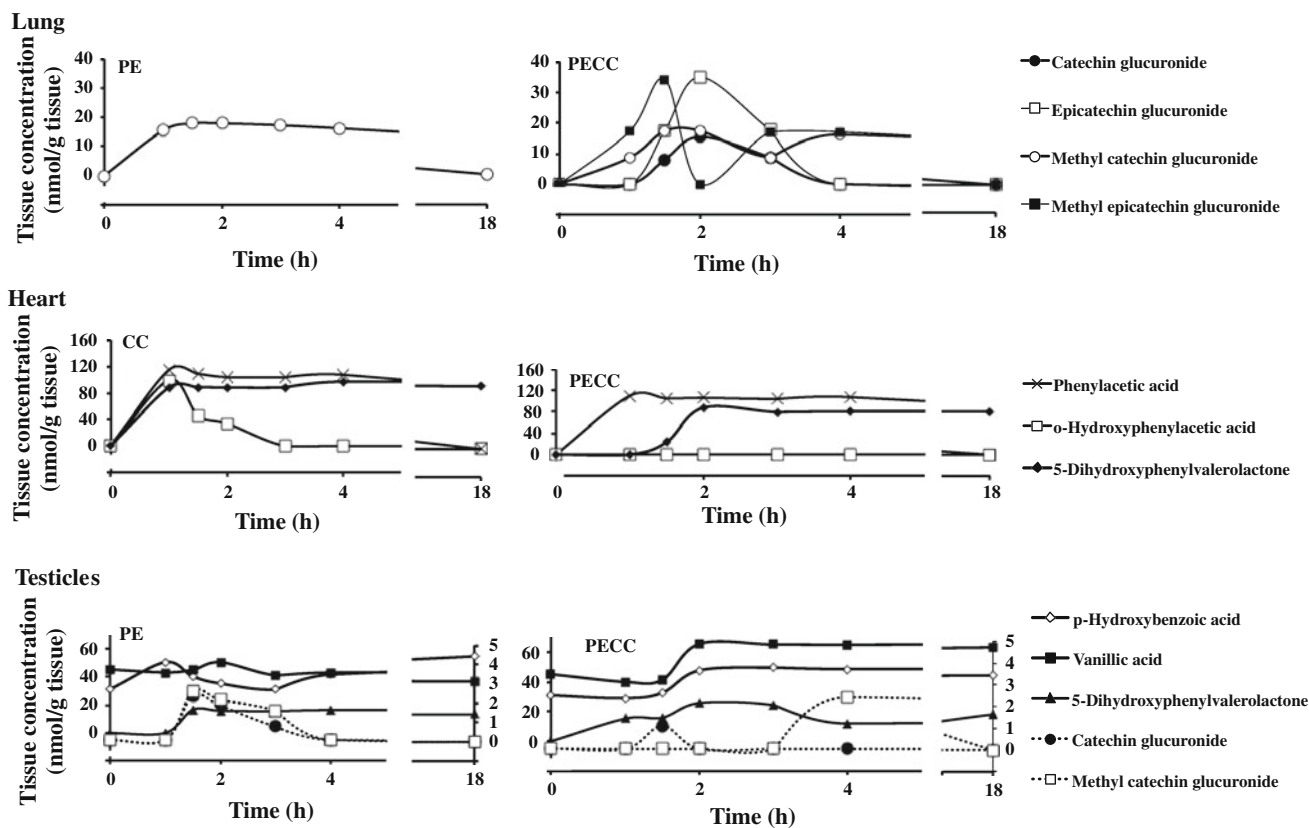 Lung
PE
PECC
40
30
20
10
0
40
30
20
10
0
Tissue concentration
(nmol/g tissue)
0 2 4 18
0 2 4 18
Time (h)
Time (h)
Catechin glucuronide
Epicatechin glucuronide
Methyl catechin glucuronide
Methyl epicatechin glucuronide
Heart
CC
PECC
160
120
80
40
0
160
120
80
40
0
Tissue concentration
(nmol/g tissue)
0 2 4 18
0 2 4 18
Time (h)
Time (h)
Phenylacetic acid
o-Hydroxyphenylacetic acid
5-Dihydroxyphenylvalerolactone
Testicles
PE
PECC
60
40
20
0
5
4
3
2
1
0
60
40
20
0
5
4
3
2
1
0
Tissue concentration
(nmol/g tissue)
0 2 4 18
0 2 4 18
Time (h)
Time (h)
p-Hydroxybenzoic acid
Vanillic acid
5-Dihydroxyphenylvalerolactone
Catechin glucuronide
Methyl catechin glucuronide